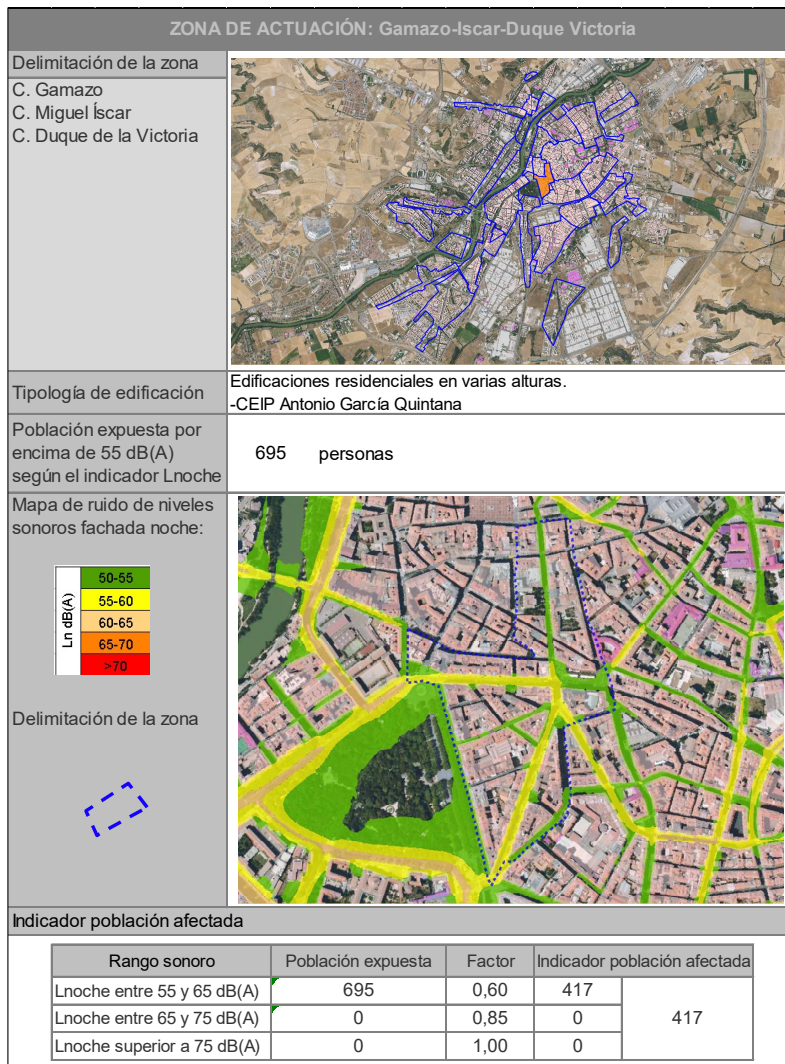 ZONA DE ACTUACIÓN: Gamazo-Iscar-Duque Victoria
Delimitación de la zona
C. Gamazo
C. Miguel Íscar
C. Duque de la Victoria
Tipología de edificación
Edificaciones residenciales en varias alturas.
-CEIP Antonio García Quintana
Población expuesta por
encima de 55 dB(A)
según el indicador Lnoche
695 personas
Mapa de ruido de niveles
sonoros fachada noche:
Ln dB(A)
50-55
55-60
60-65
65-70
>70
Delimitación de la zona
Indicador población afectada
Rango sonoro Población expuesta Factor Indicador población afectada
Lnoche entre 55 y 65 dB(A) 695 0,60 417
Lnoche entre 65 y 75 dB(A) 0 0,85 0 417
Lnoche superior a 75 dB(A) 0 1,00 0